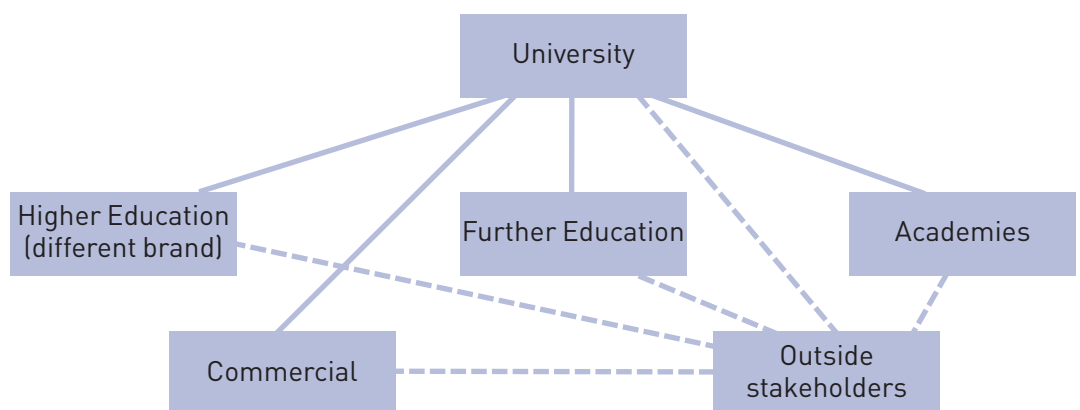 University
Higher Education
(different brand)
Further Education
Academies
Commercial
Outside
stakeholders